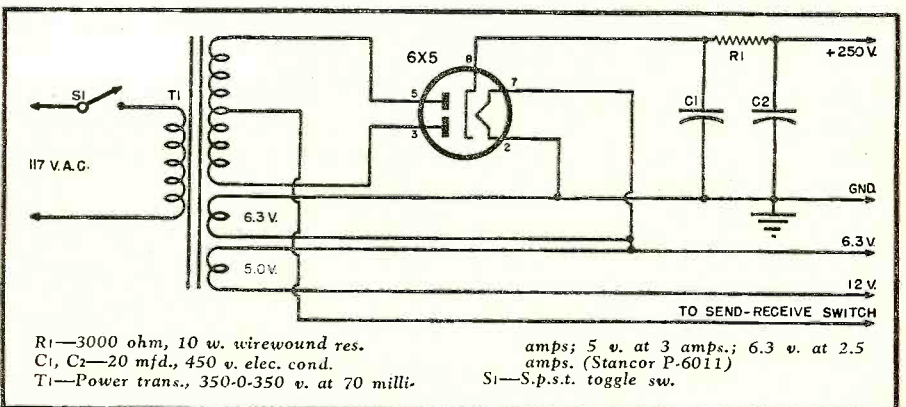 6X5
8
7
5
3
2
R1
+250 V.
S1
T1
C1
C2
117 V. A.C.
GND.
6.3 V.
6.3 V.
5.0 V.
12 V.
TO SEND-RECEIVE SWITCH
R1—3000 ohm, 10 w. wirewound res.
C1, C2—20 mfd., 450 v. elec. cond.
T1—Power trans., 350-0-350 v. at 70 milli-
amps; 5 v. at 3 amps.; 6.3 v. at 2.5
amps. (Stancor P-6011)
S1—S.p.s.t. toggle sw.